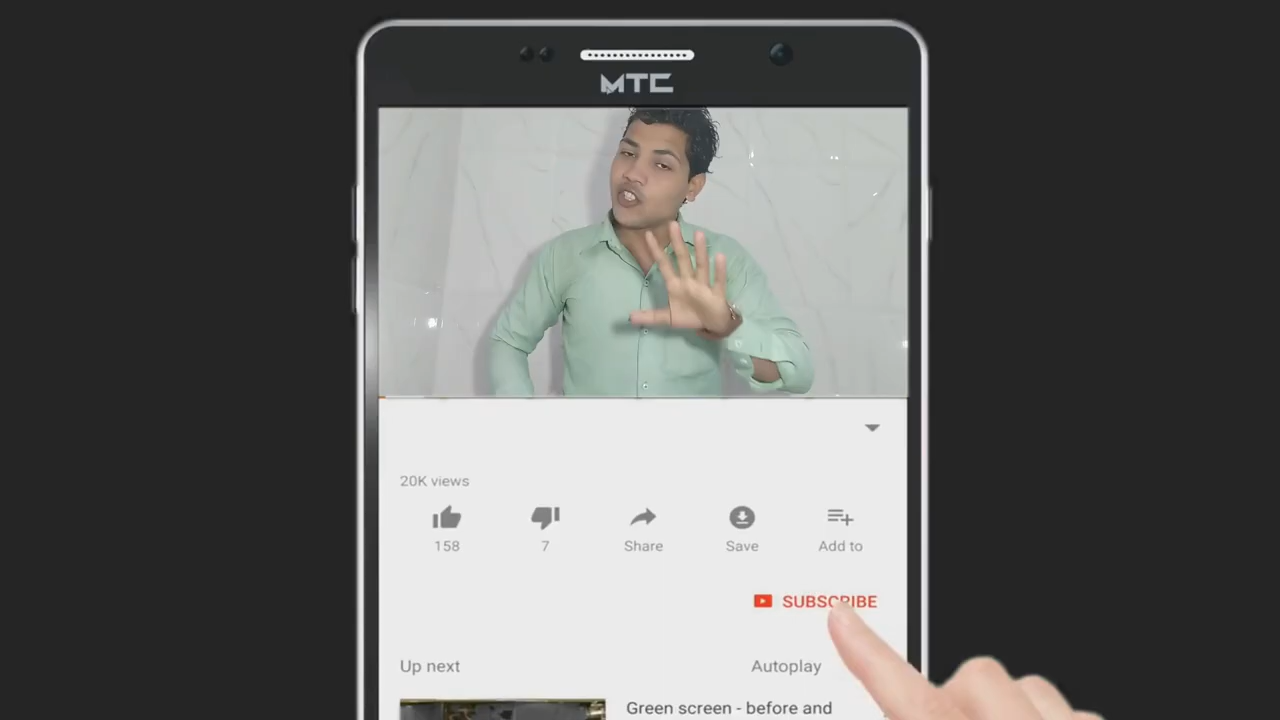 MTC
20K views
158
7
Share
Save
Add to
SUBSCRIBE
Up next
Autoplay
Green screen - before and